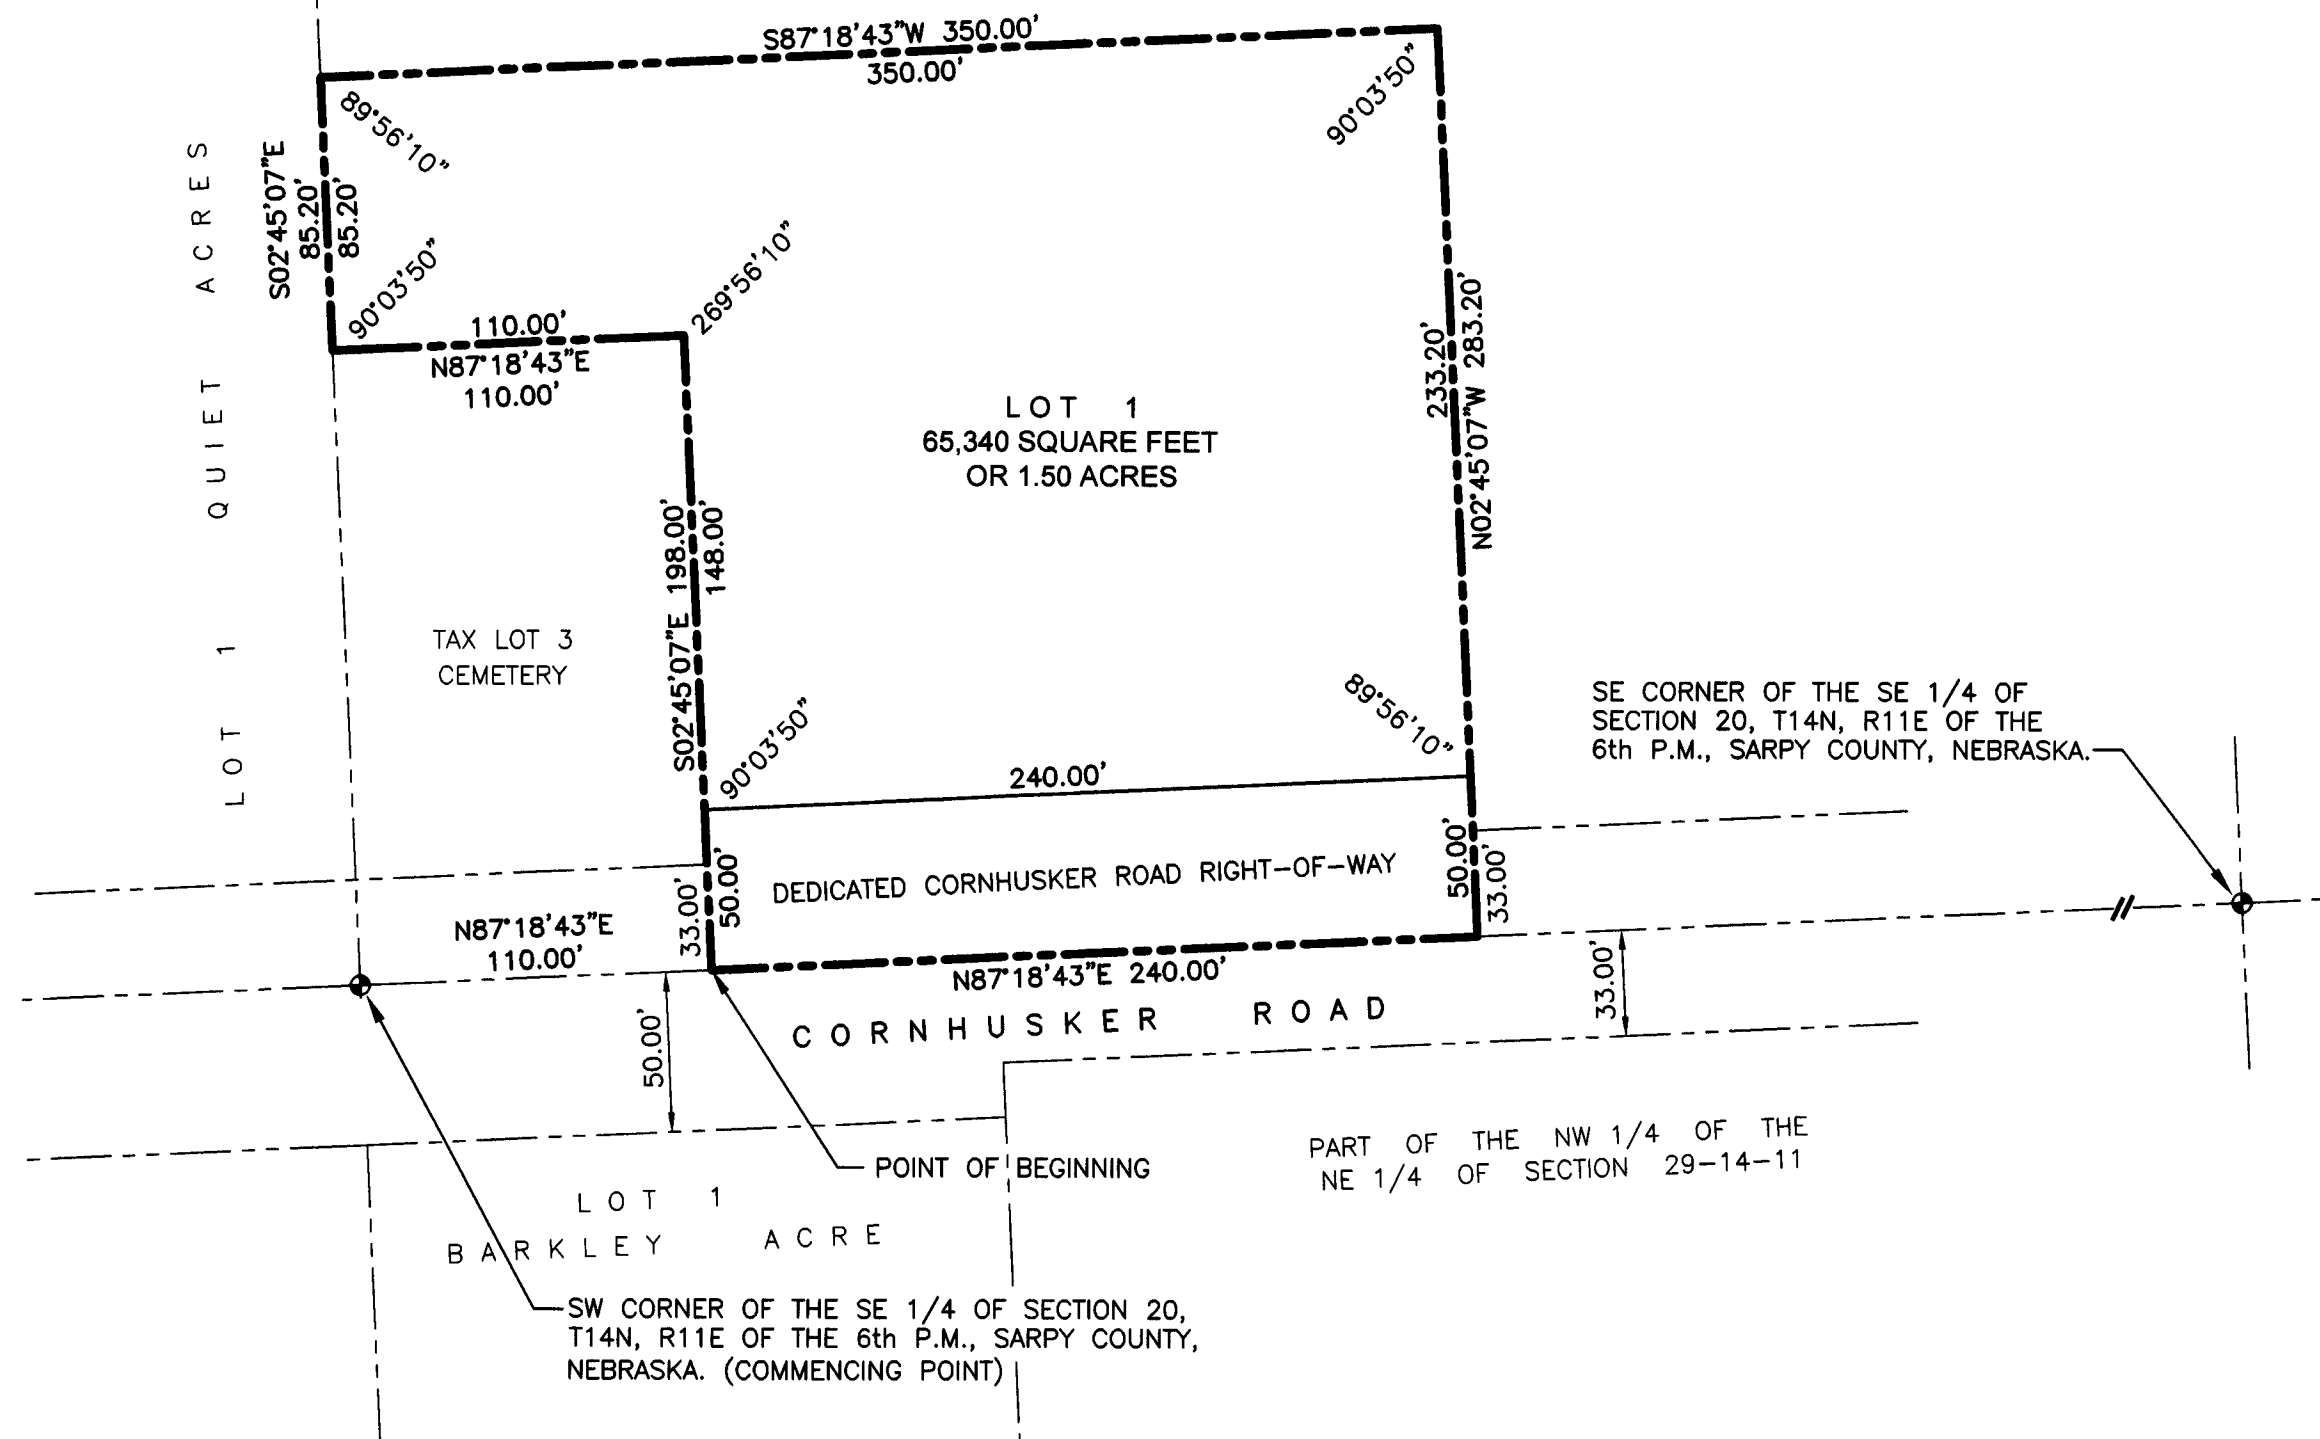 S87°18'43"W 350.00'
350.00'
89°56'10"
90°03'50"
S02°45'07"E
85.20'
85.20'
90°03'50"
110.00'
N87°18'43"E
110.00'
269°56'10"
LOT 1
65,340 SQUARE FEET
OR 1.50 ACRES
233.20'
N02°45'07"W 283.20'
LOT 1 QUIET ACRES
TAX LOT 3
CEMETERY
S02°45'07"E 198.00'
148.00'
90°03'50"
89°56'10"
240.00'
SE CORNER OF THE SE 1/4 OF
SECTION 20, T14N, R11E OF THE
6th P.M., SARPY COUNTY, NEBRASKA.
DEDICATED CORNHUSKER ROAD RIGHT-OF-WAY
33.00'
50.00'
50.00'
33.00'
N87°18'43"E
110.00'
N87°18'43"E 240.00'
CORNHUSKER ROAD
50.00'
33.00'
POINT OF BEGINNING
PART OF THE NW 1/4 OF THE
NE 1/4 OF SECTION 29-14-11
LOT 1
BARKLEY ACRE
SW CORNER OF THE SE 1/4 OF SECTION 20,
T14N, R11E OF THE 6th P.M., SARPY COUNTY,
NEBRASKA. (COMMENCING POINT)